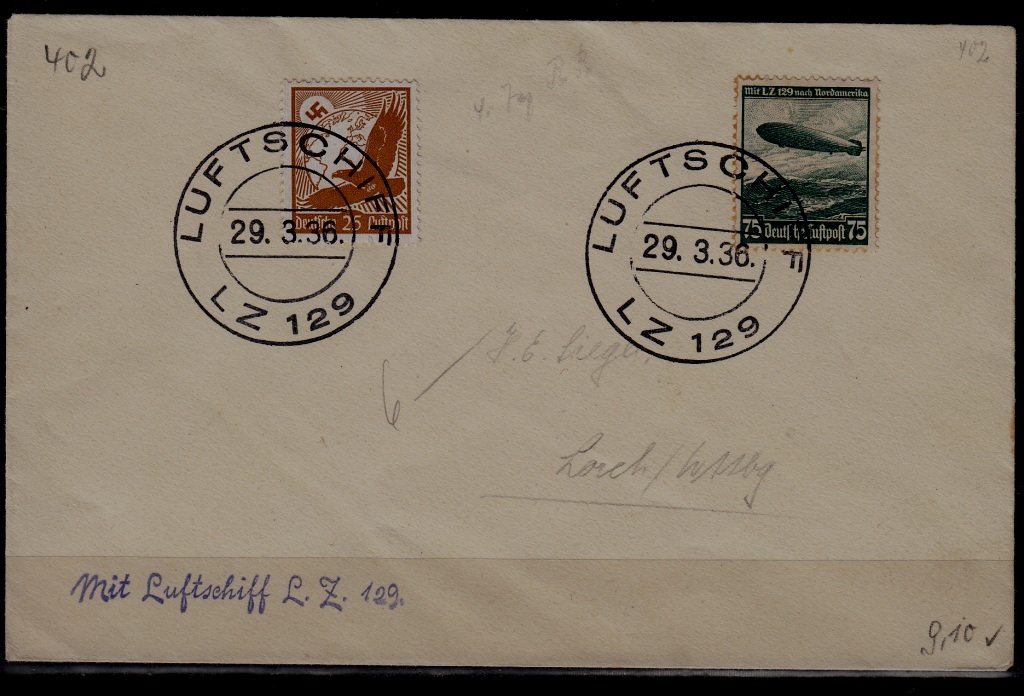 402
402
Deutsche 25 Luftpost
LUFTSCHIFF
29. 3.36.
LZ 129
Mit LZ 129 nach Nordamerika
75 Deutsche Luftpost 75
LUFTSCHIFF
29. 3.36.
LZ 129
Lorch/
Mit Luftschiff L. Z. 129.
9,10